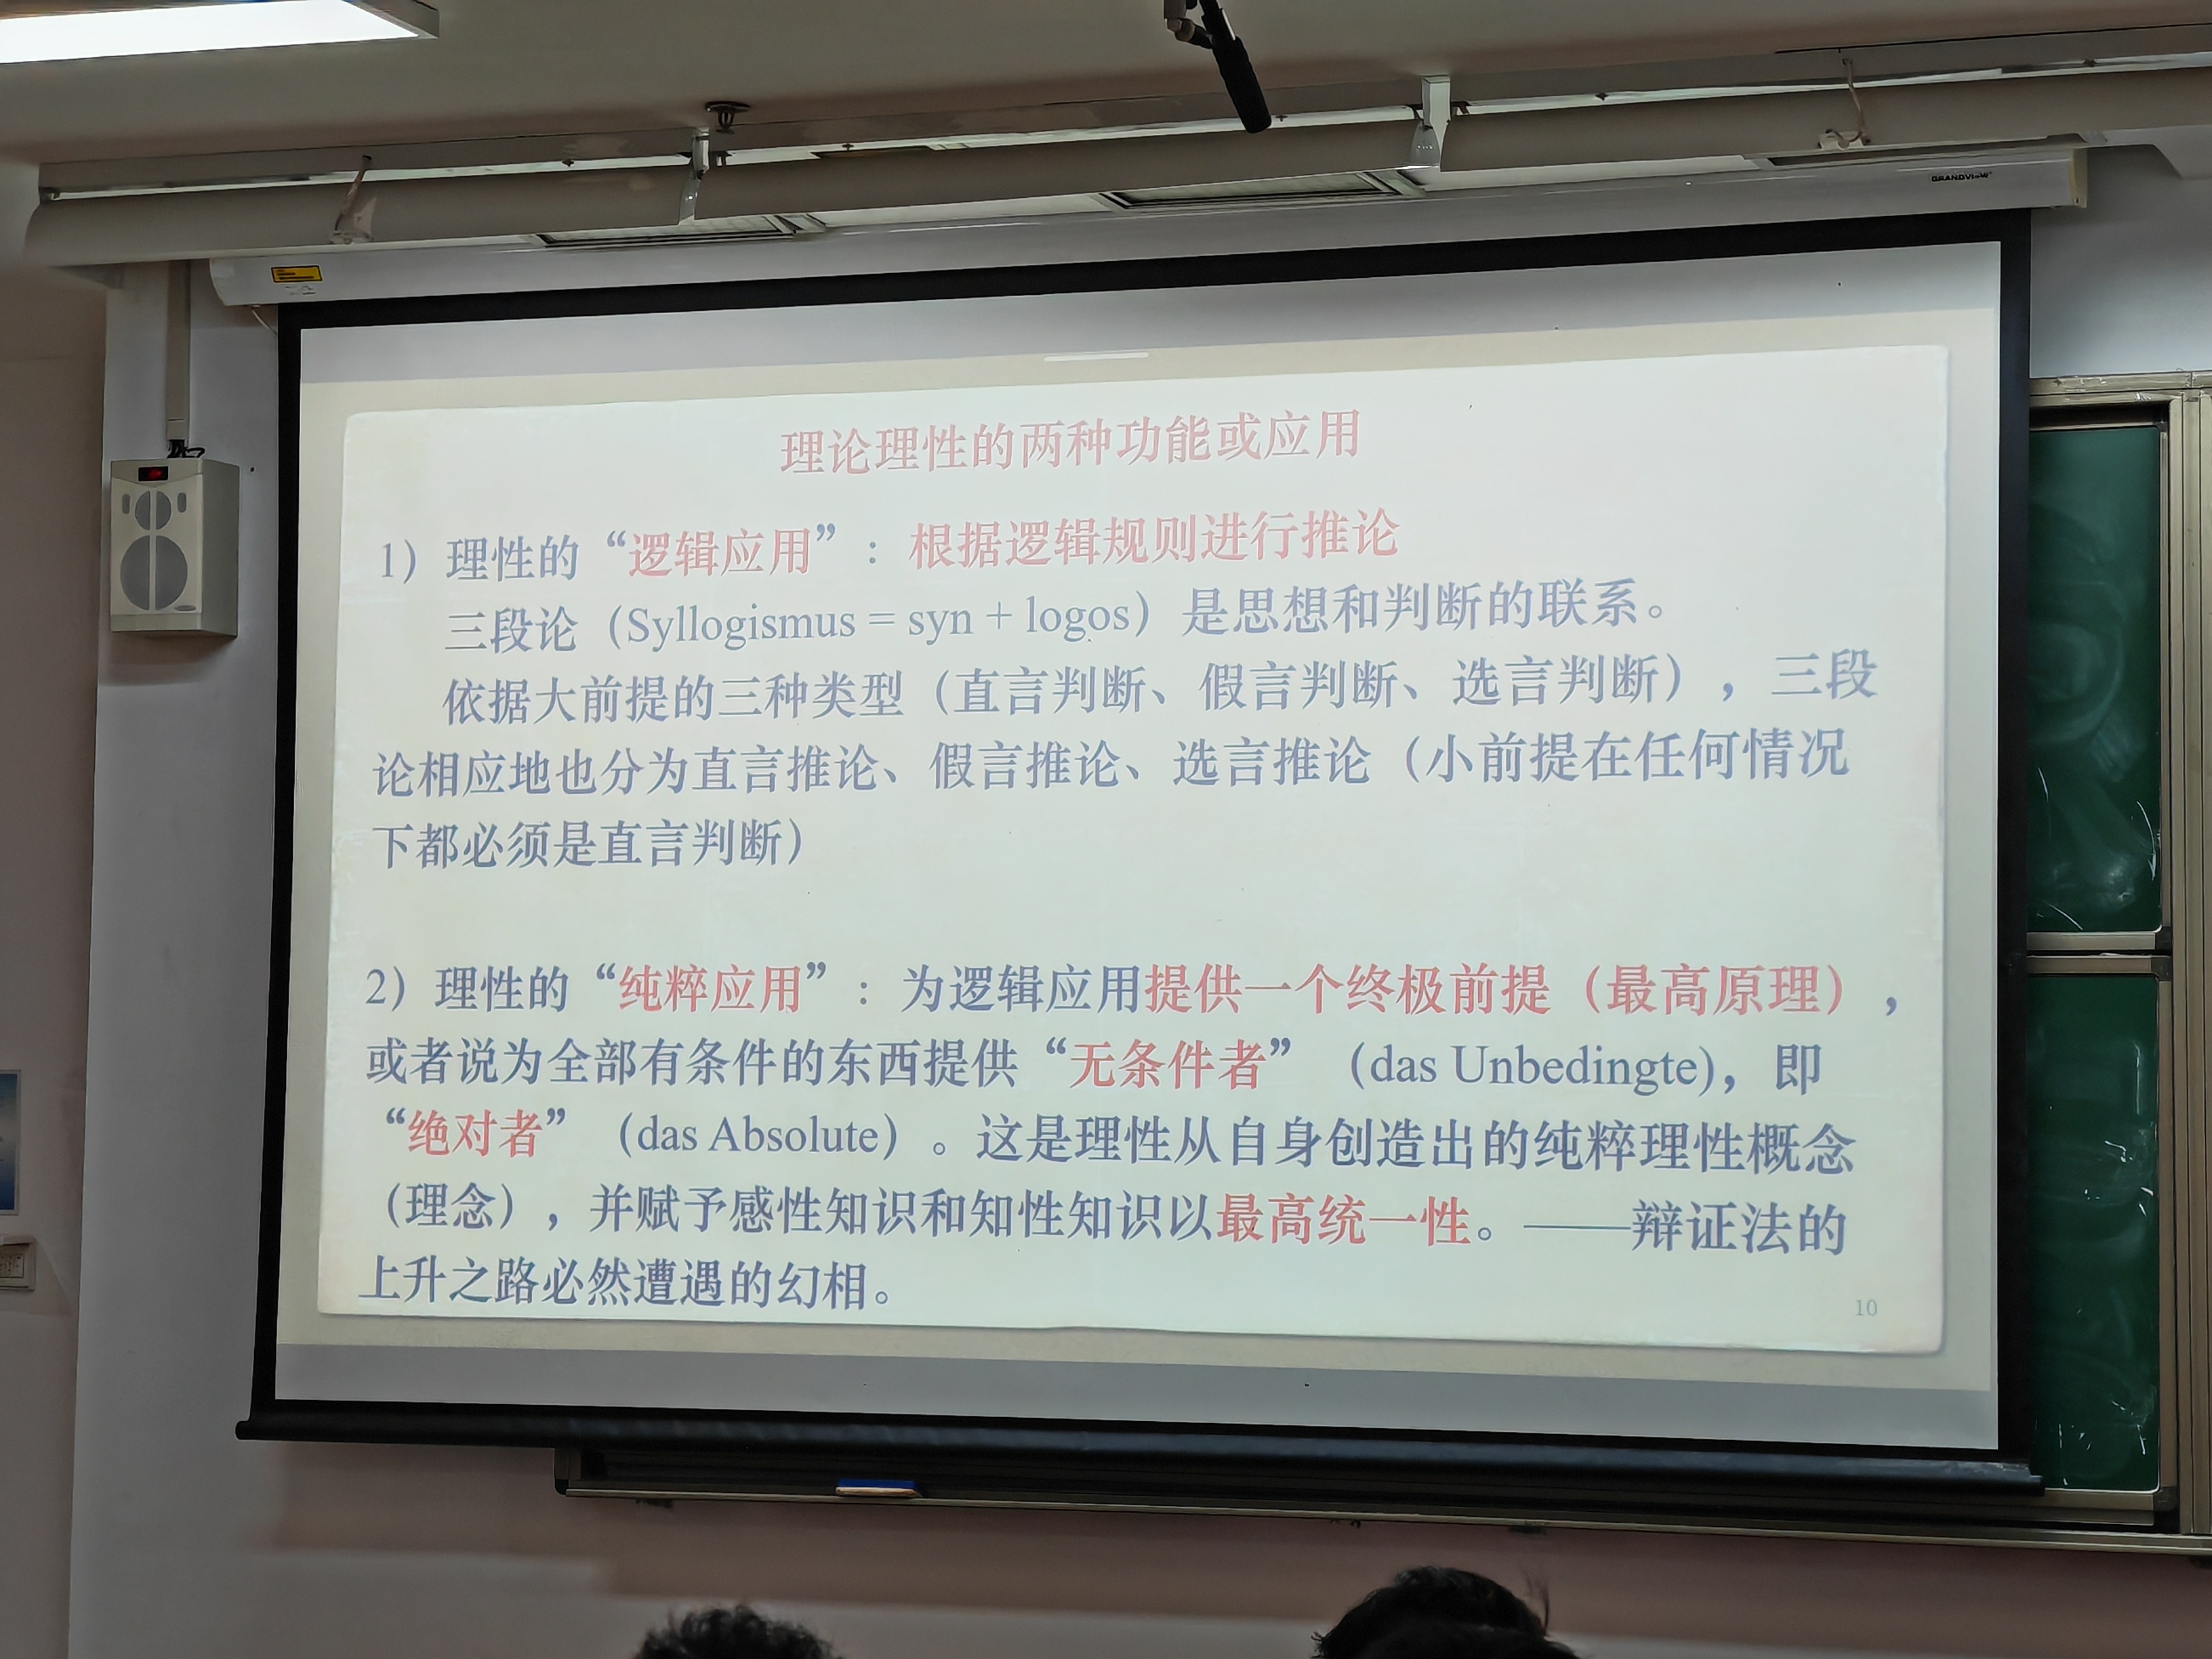 GRANDVIEW
理论理性的两种功能或应用
1）理性的“逻辑应用”：根据逻辑规则进行推论
三段论（Syllogismus = syn + logos）是思想和判断的联系。
依据大前提的三种类型（直言判断、假言判断、选言判断），三段
论相应地也分为直言推论、假言推论、选言推论（小前提在任何情况
下都必须是直言判断）
2）理性的“纯粹应用”：为逻辑应用提供一个终极前提（最高原理），
或者说为全部有条件的东西提供“无条件者”（das Unbedingte)，即
“绝对者”（das Absolute）。这是理性从自身创造出的纯粹理性概念
（理念），并赋予感性知识和知性知识以最高统一性。——辩证法的
上升之路必然遭遇的幻相。
10